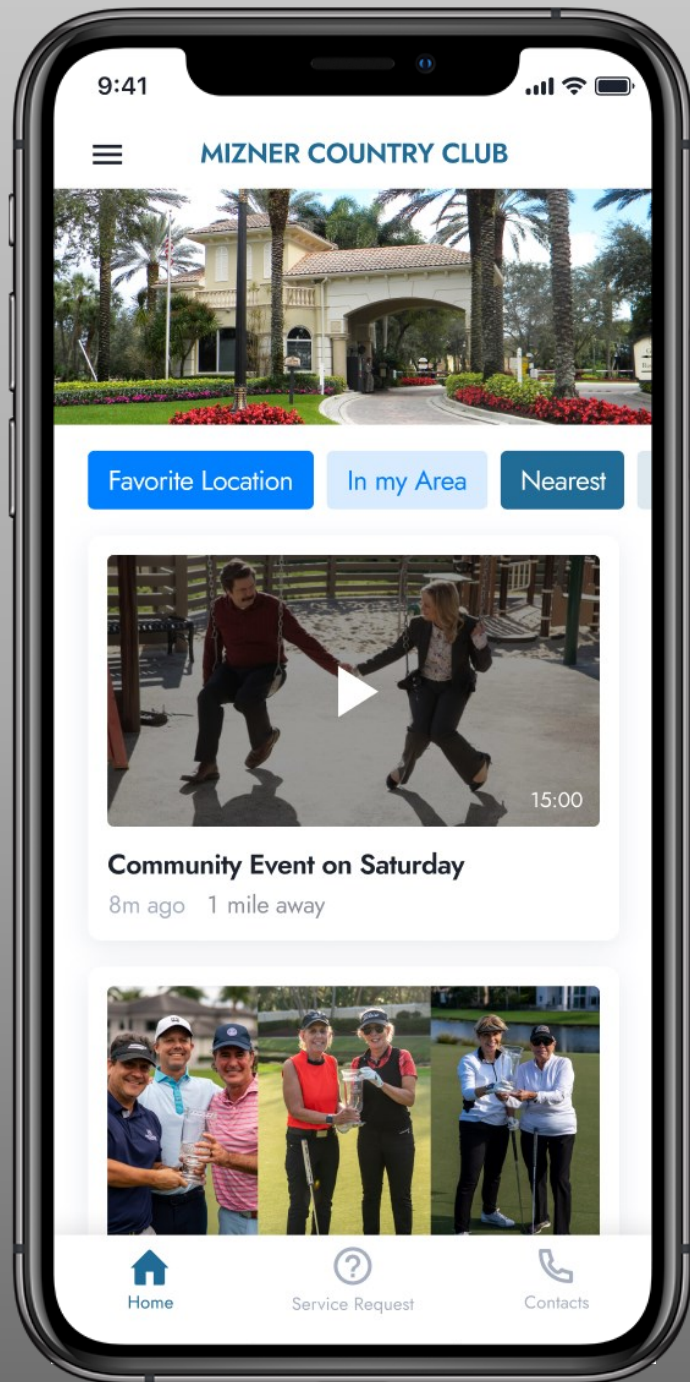 9:41
MIZNER COUNTRY CLUB
Favorite Location
In my Area
Nearest
15:00
Community Event on Saturday
8m ago 1 mile away
Home
Service Request
Contacts